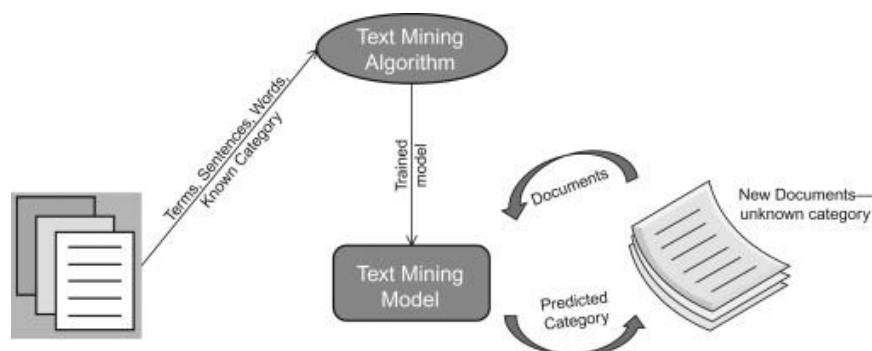 Text Mining
Algorithm
Terms, Sentences, Words,
Known Category
Trained
model
Documents
New Documents—
unknown category
Text Mining
Model
Predicted
Category